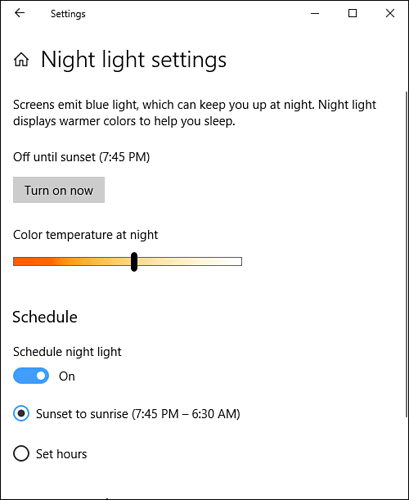 Settings
Night light settings
Screens emit blue light, which can keep you up at night. Night light
displays warmer colors to help you sleep.
Off until sunset (7:45 PM)
Turn on now
Color temperature at night
Schedule
Schedule night light
On
Sunset to sunrise (7:45 PM – 6:30 AM)
Set hours